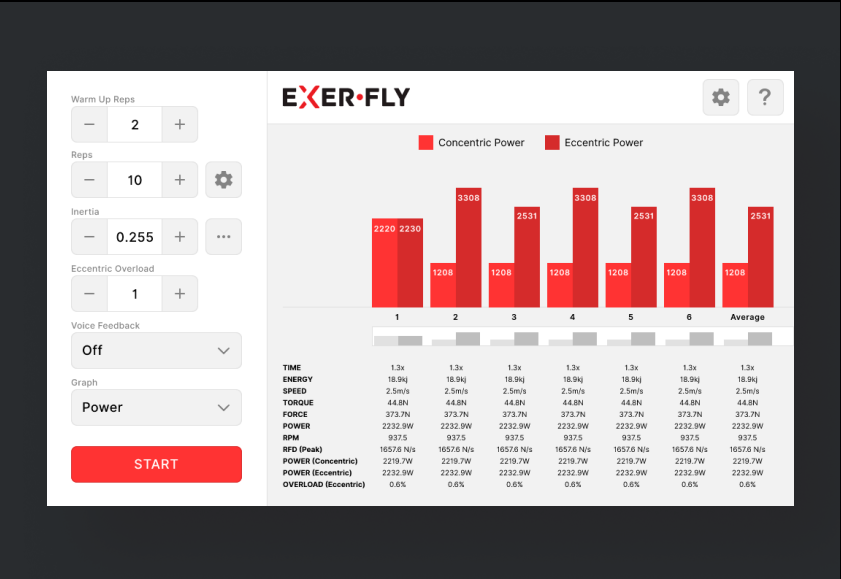 Warm Up Reps
− 2 +
Reps
− 10 +
Inertia
− 0.255 + ...
Eccentric Overload
− 1 +
Voice Feedback
Off
Graph
Power
START
EXER•FLY
?
Concentric Power Eccentric Power
2220 2230 1208 3308 1208 2531 1208 3308 1208 2531 1208 3308 1208 2531
1 2 3 4 5 6 Average
TIME 1.3x 1.3x 1.3x 1.3x 1.3x 1.3x 1.3x
ENERGY 18.9kj 18.9kj 18.9kj 18.9kj 18.9kj 18.9kj 18.9kj
SPEED 2.5m/s 2.5m/s 2.5m/s 2.5m/s 2.5m/s 2.5m/s 2.5m/s
TORQUE 44.8N 44.8N 44.8N 44.8N 44.8N 44.8N 44.8N
FORCE 373.7N 373.7N 373.7N 373.7N 373.7N 373.7N 373.7N
POWER 2232.9W 2232.9W 2232.9W 2232.9W 2232.9W 2232.9W 2232.9W
RPM 937.5 937.5 937.5 937.5 937.5 937.5 937.5
RFD (Peak) 1657.6 N/s 1657.6 N/s 1657.6 N/s 1657.6 N/s 1657.6 N/s 1657.6 N/s 1657.6 N/s
POWER (Concentric) 2219.7W 2219.7W 2219.7W 2219.7W 2219.7W 2219.7W 2219.7W
POWER (Eccentric) 2232.9W 2232.9W 2232.9W 2232.9W 2232.9W 2232.9W 2232.9W
OVERLOAD (Eccentric) 0.6% 0.6% 0.6% 0.6% 0.6% 0.6% 0.6%